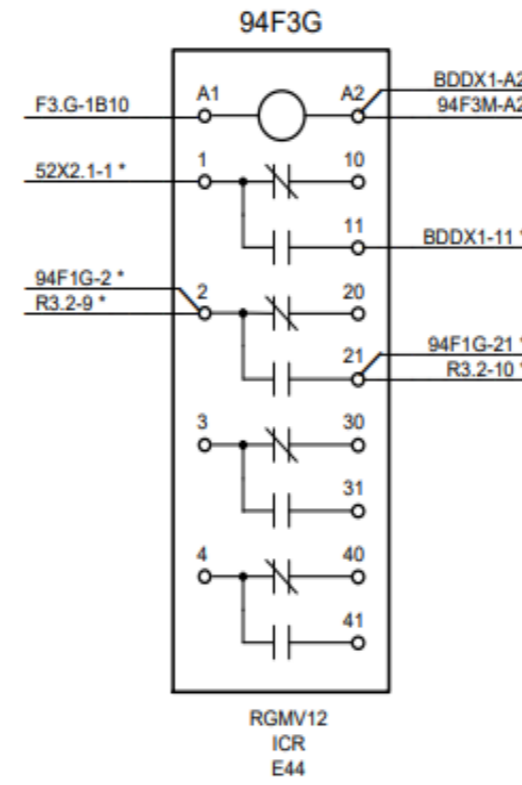 94F3G
F3.G-1B10 A1 A2 BDDX1-A2
94F3M-A2
52X2.1-1 * 1 10
11 BDDX1-11
94F1G-2 * 2 20
R3.2-9 *
21 94F1G-21
R3.2-10
3 30
31
4 40
41
RGMV12
ICR
E44